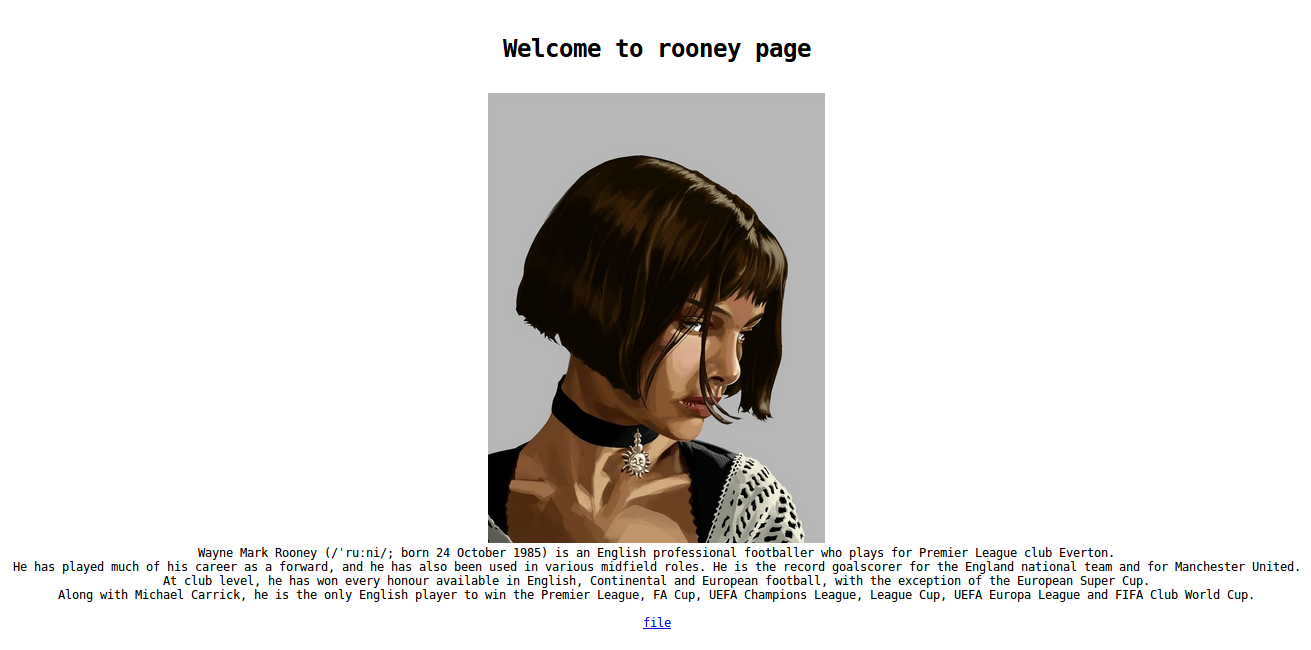 Welcome to rooney page
Wayne Mark Rooney (/ˈruːni/; born 24 October 1985) is an English professional footballer who plays for Premier League club Everton.
He has played much of his career as a forward, and he has also been used in various midfield roles. He is the record goalscorer for the England national team and for Manchester United.
At club level, he has won every honour available in English, Continental and European football, with the exception of the European Super Cup.
Along with Michael Carrick, he is the only English player to win the Premier League, FA Cup, UEFA Champions League, League Cup, UEFA Europa League and FIFA Club World Cup.
file